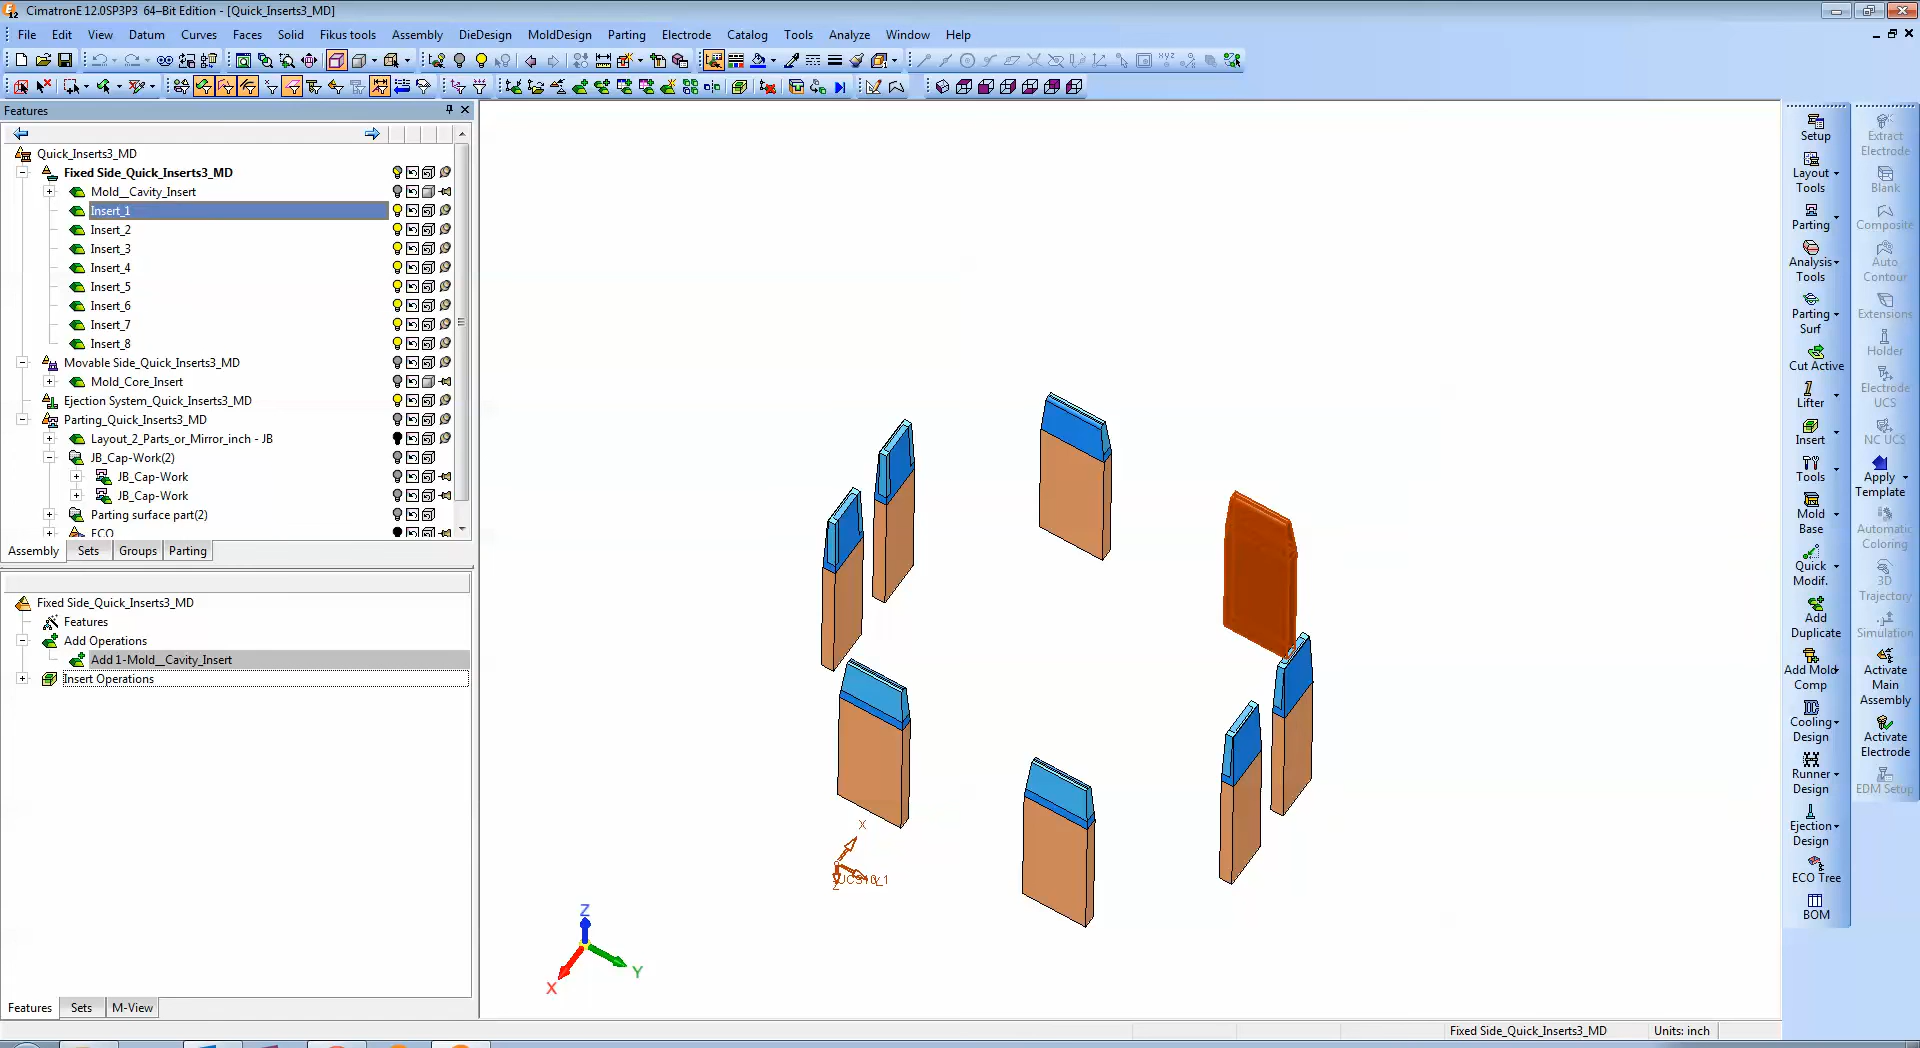 CimatronE 12.0SP3P3 64–Bit Edition - [Quick_Inserts3_MD]
File Edit View Datum Curves Faces Solid Fikus tools Assembly DieDesign MoldDesign Parting Electrode Catalog Tools Analyze Window Help
Features
Quick_Inserts3_MD
Fixed Side_Quick_Inserts3_MD
Mold__Cavity_Insert
Insert_1
Insert_2
Insert_3
Insert_4
Insert_5
Insert_6
Insert_7
Insert_8
Movable Side_Quick_Inserts3_MD
Mold_Core_Insert
Ejection System_Quick_Inserts3_MD
Parting_Quick_Inserts3_MD
Layout_2_Parts_or_Mirror_inch - JB
JB_Cap-Work(2)
JB_Cap-Work
JB_Cap-Work
Parting surface part(2)
ECO
Assembly Sets Groups Parting
Fixed Side_Quick_Inserts3_MD
Features
Add Operations
Add 1-Mold__Cavity_Insert
Insert Operations
Features Sets M-View
X
Z
Z
Y
X
Setup
Layout
Tools
Parting
Analysis
Tools
Parting
Surf
Cut Active
Lifter
Insert
Tools
Mold
Base
Quick
Modif.
Add
Duplicate
Add Mold
Comp
Cooling
Design
Runner
Design
Ejection
Design
ECO Tree
BOM
Extract
Electrode
Blank
Composite
Auto
Contour
Extensions
Holder
Electrode
UCS
NC UCS
Apply
Template
Automatic
Coloring
3D
Trajectory
Simulation
Activate
Main
Assembly
Activate
Electrode
EDM Setup
Fixed Side_Quick_Inserts3_MD Units: inch